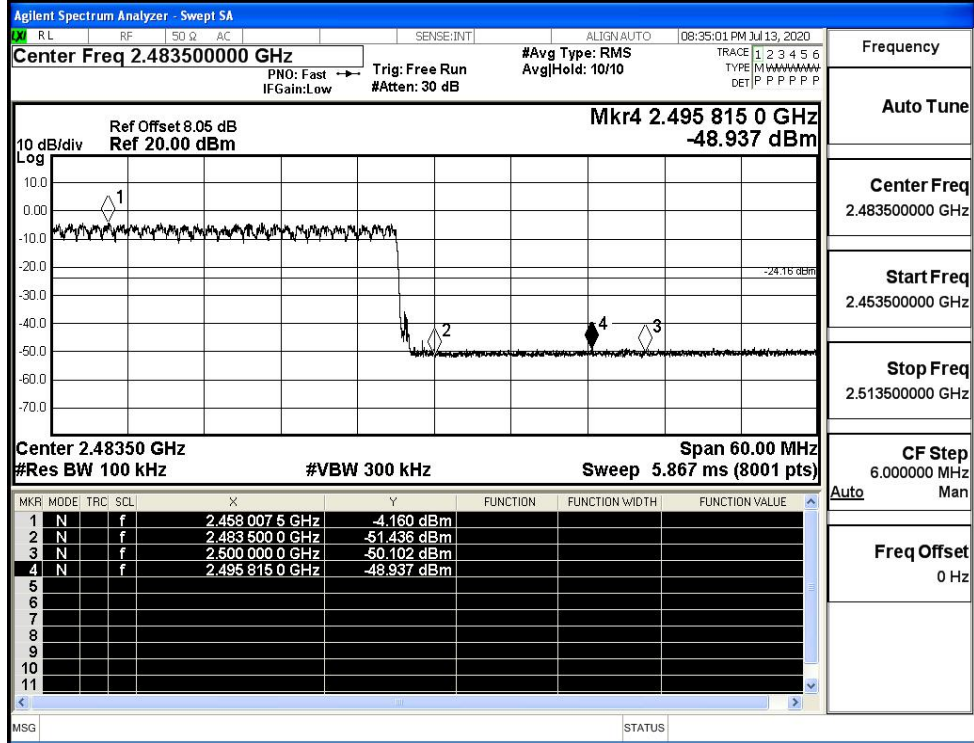 Agilent Spectrum Analyzer - Swept SA
LXI RL RF 50 Ω AC SENSE:INT ALIGN AUTO 08:35:01 PM Jul 13, 2020
Center Freq 2.483500000 GHz
PNO: Fast
IFGain:Low
Trig: Free Run
#Atten: 30 dB
#Avg Type: RMS
Avg|Hold: 10/10
TRACE 1 2 3 4 5 6
TYPE M WWWWW
DET P P P P P P
Frequency
Auto Tune
Center Freq
2.483500000 GHz
Start Freq
2.453500000 GHz
Stop Freq
2.513500000 GHz
CF Step
6.000000 MHz
Auto Man
Freq Offset
0 Hz
Mkr4 2.495 815 0 GHz
-48.937 dBm
Ref Offset 8.05 dB
10 dB/div Ref 20.00 dBm
Log
10.0
0.00
-10.0
-20.0
-30.0
-40.0
-50.0
-60.0
-70.0
1
2
4
3
-24.16 dBm
Center 2.48350 GHz Span 60.00 MHz
#Res BW 100 kHz #VBW 300 kHz Sweep 5.867 ms (8001 pts)
MKR MODE TRC SCL X Y FUNCTION FUNCTION WIDTH FUNCTION VALUE
1 N f 2.458 007 5 GHz -4.160 dBm
2 N f 2.483 500 0 GHz -51.436 dBm
3 N f 2.500 000 0 GHz -50.102 dBm
4 N f 2.495 815 0 GHz -48.937 dBm
5
6
7
8
9
10
11
MSG STATUS